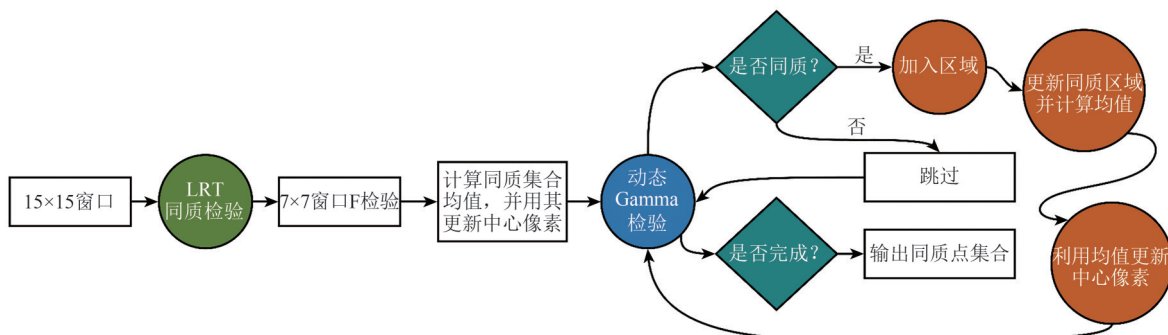 15×15窗口
LRT
同质检验
7×7窗口F检验
计算同质集合
均值，并用其
更新中心像素
动态
Gamma
检验
是否同质？
是
加入区域
更新同质区域
并计算均值
否
跳过
是否完成？
输出同质点集合
利用均值更新
中心像素